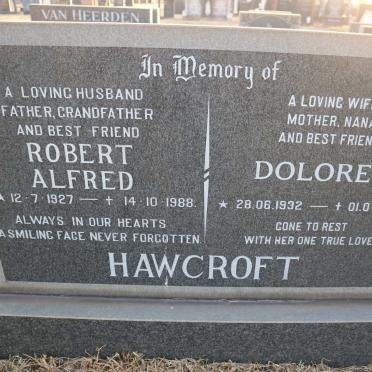 VAN HEERDEN
In Memory of
A LOVING HUSBAND
FATHER, GRANDFATHER
AND BEST FRIEND
ROBERT
ALFRED
★ 12·7·1927 — † 14·10·1988
ALWAYS IN OUR HEARTS
A SMILING FACE NEVER FORGOTTEN
A LOVING WIF
MOTHER, NANA
AND BEST FRIEN
DOLORE
★ 28.06.1932 — † 01.0
GONE TO REST
WITH HER ONE TRUE LOVE
HAWCROFT